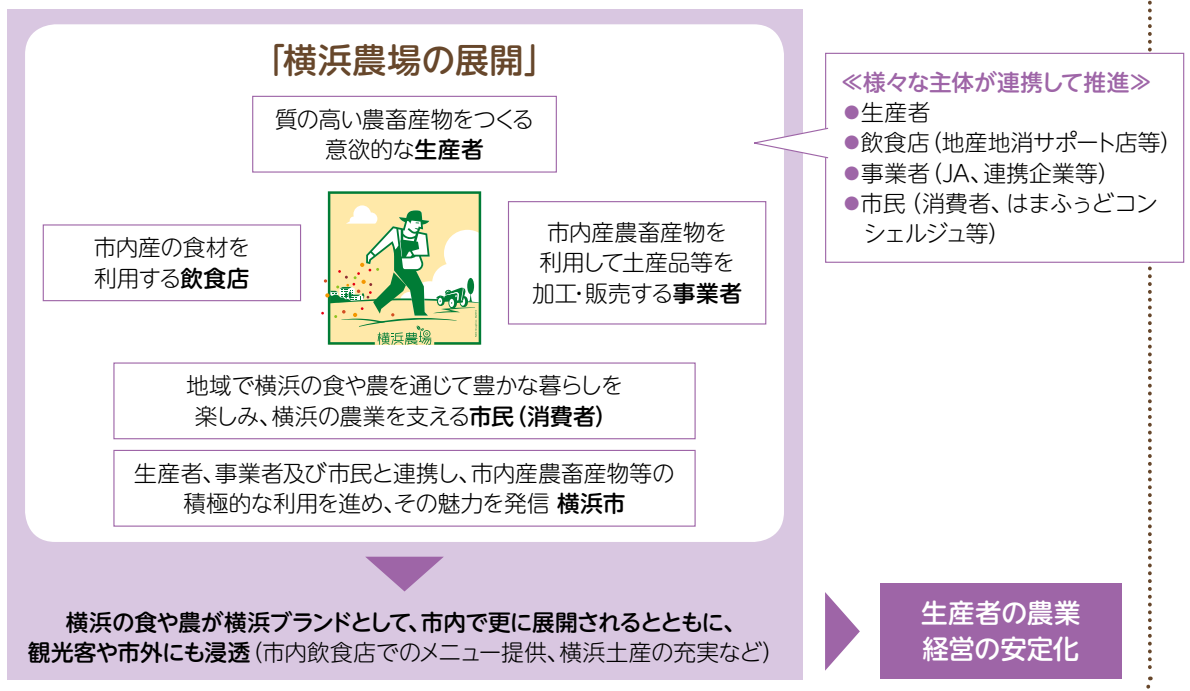 「横浜農場の展開」
質の高い農畜産物をつくる
意欲的な生産者
市内産の食材を
利用する飲食店
横浜農場
市内産農畜産物を
利用して土産品等を
加工・販売する事業者
地域で横浜の食や農を通じて豊かな暮らしを
楽しみ、横浜の農業を支える市民（消費者）
生産者、事業者及び市民と連携し、市内産農畜産物等の
積極的な利用を進め、その魅力を発信 横浜市
≪様々な主体が連携して推進≫
●生産者
●飲食店（地産地消サポート店等）
●事業者（JA、連携企業等）
●市民（消費者、はまふぅどコン
シェルジュ等）
横浜の食や農が横浜ブランドとして、市内で更に展開されるとともに、
観光客や市外にも浸透（市内飲食店でのメニュー提供、横浜土産の充実など）
生産者の農業
経営の安定化